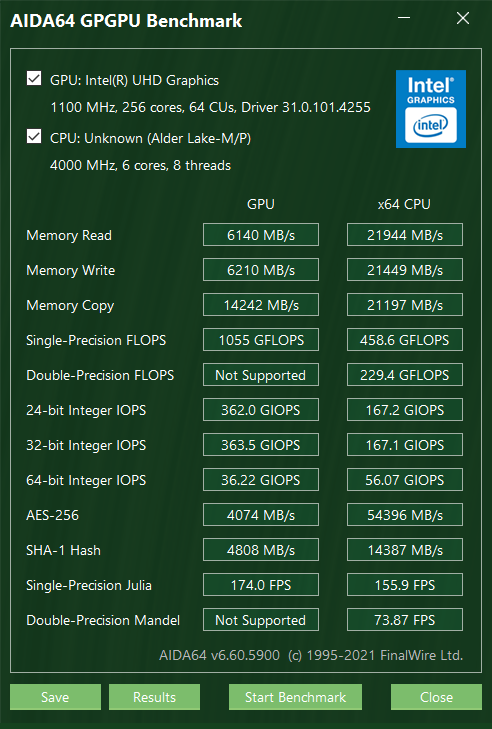 AIDA64 GPGPU Benchmark
GPU: Intel(R) UHD Graphics
1100 MHz, 256 cores, 64 CUs, Driver 31.0.101.4255
CPU: Unknown (Alder Lake-M/P)
4000 MHz, 6 cores, 8 threads
Intel®
GRAPHICS
intel
GPU x64 CPU
Memory Read 6140 MB/s 21944 MB/s
Memory Write 6210 MB/s 21449 MB/s
Memory Copy 14242 MB/s 21197 MB/s
Single-Precision FLOPS 1055 GFLOPS 458.6 GFLOPS
Double-Precision FLOPS Not Supported 229.4 GFLOPS
24-bit Integer IOPS 362.0 GIOPS 167.2 GIOPS
32-bit Integer IOPS 363.5 GIOPS 167.1 GIOPS
64-bit Integer IOPS 36.22 GIOPS 56.07 GIOPS
AES-256 4074 MB/s 54396 MB/s
SHA-1 Hash 4808 MB/s 14387 MB/s
Single-Precision Julia 174.0 FPS 155.9 FPS
Double-Precision Mandel Not Supported 73.87 FPS
AIDA64 v6.60.5900 (c) 1995-2021 FinalWire Ltd.
Save Results Start Benchmark Close